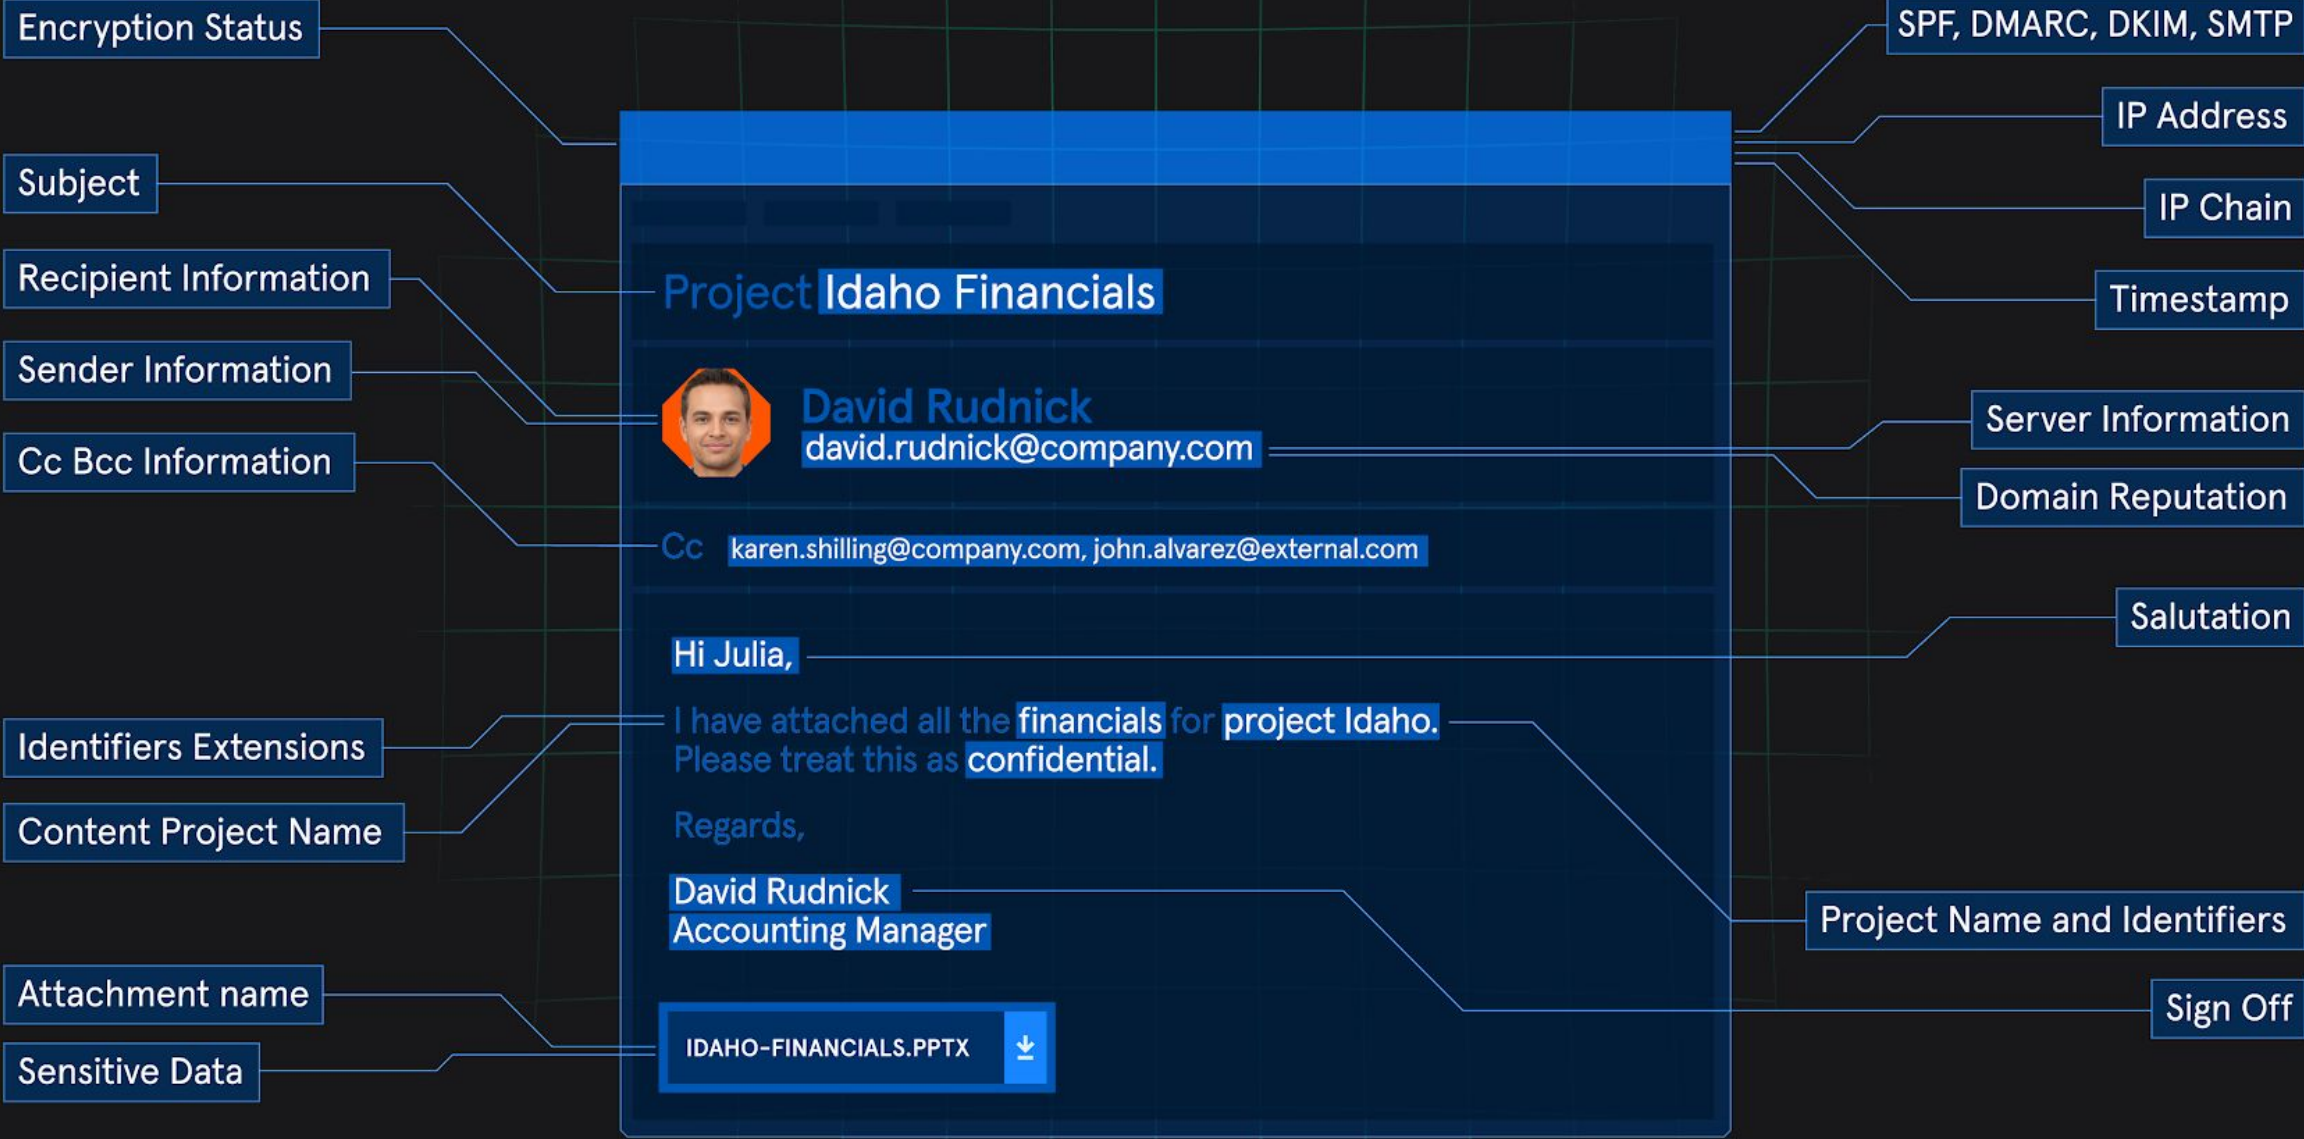 Encryption Status
SPF, DMARC, DKIM, SMTP
IP Address
Subject
IP Chain
Recipient Information
Project Idaho Financials
Timestamp
Sender Information
David Rudnick
david.rudnick@company.com
Server Information
Cc Bcc Information
Domain Reputation
Cc karen.shilling@company.com, john.alvarez@external.com
Salutation
Hi Julia,
I have attached all the financials for project Idaho.
Please treat this as confidential.
Identifiers Extensions
Content Project Name
Regards,
David Rudnick
Accounting Manager
Project Name and Identifiers
Attachment name
Sign Off
IDAHO-FINANCIALS.PPTX
Sensitive Data